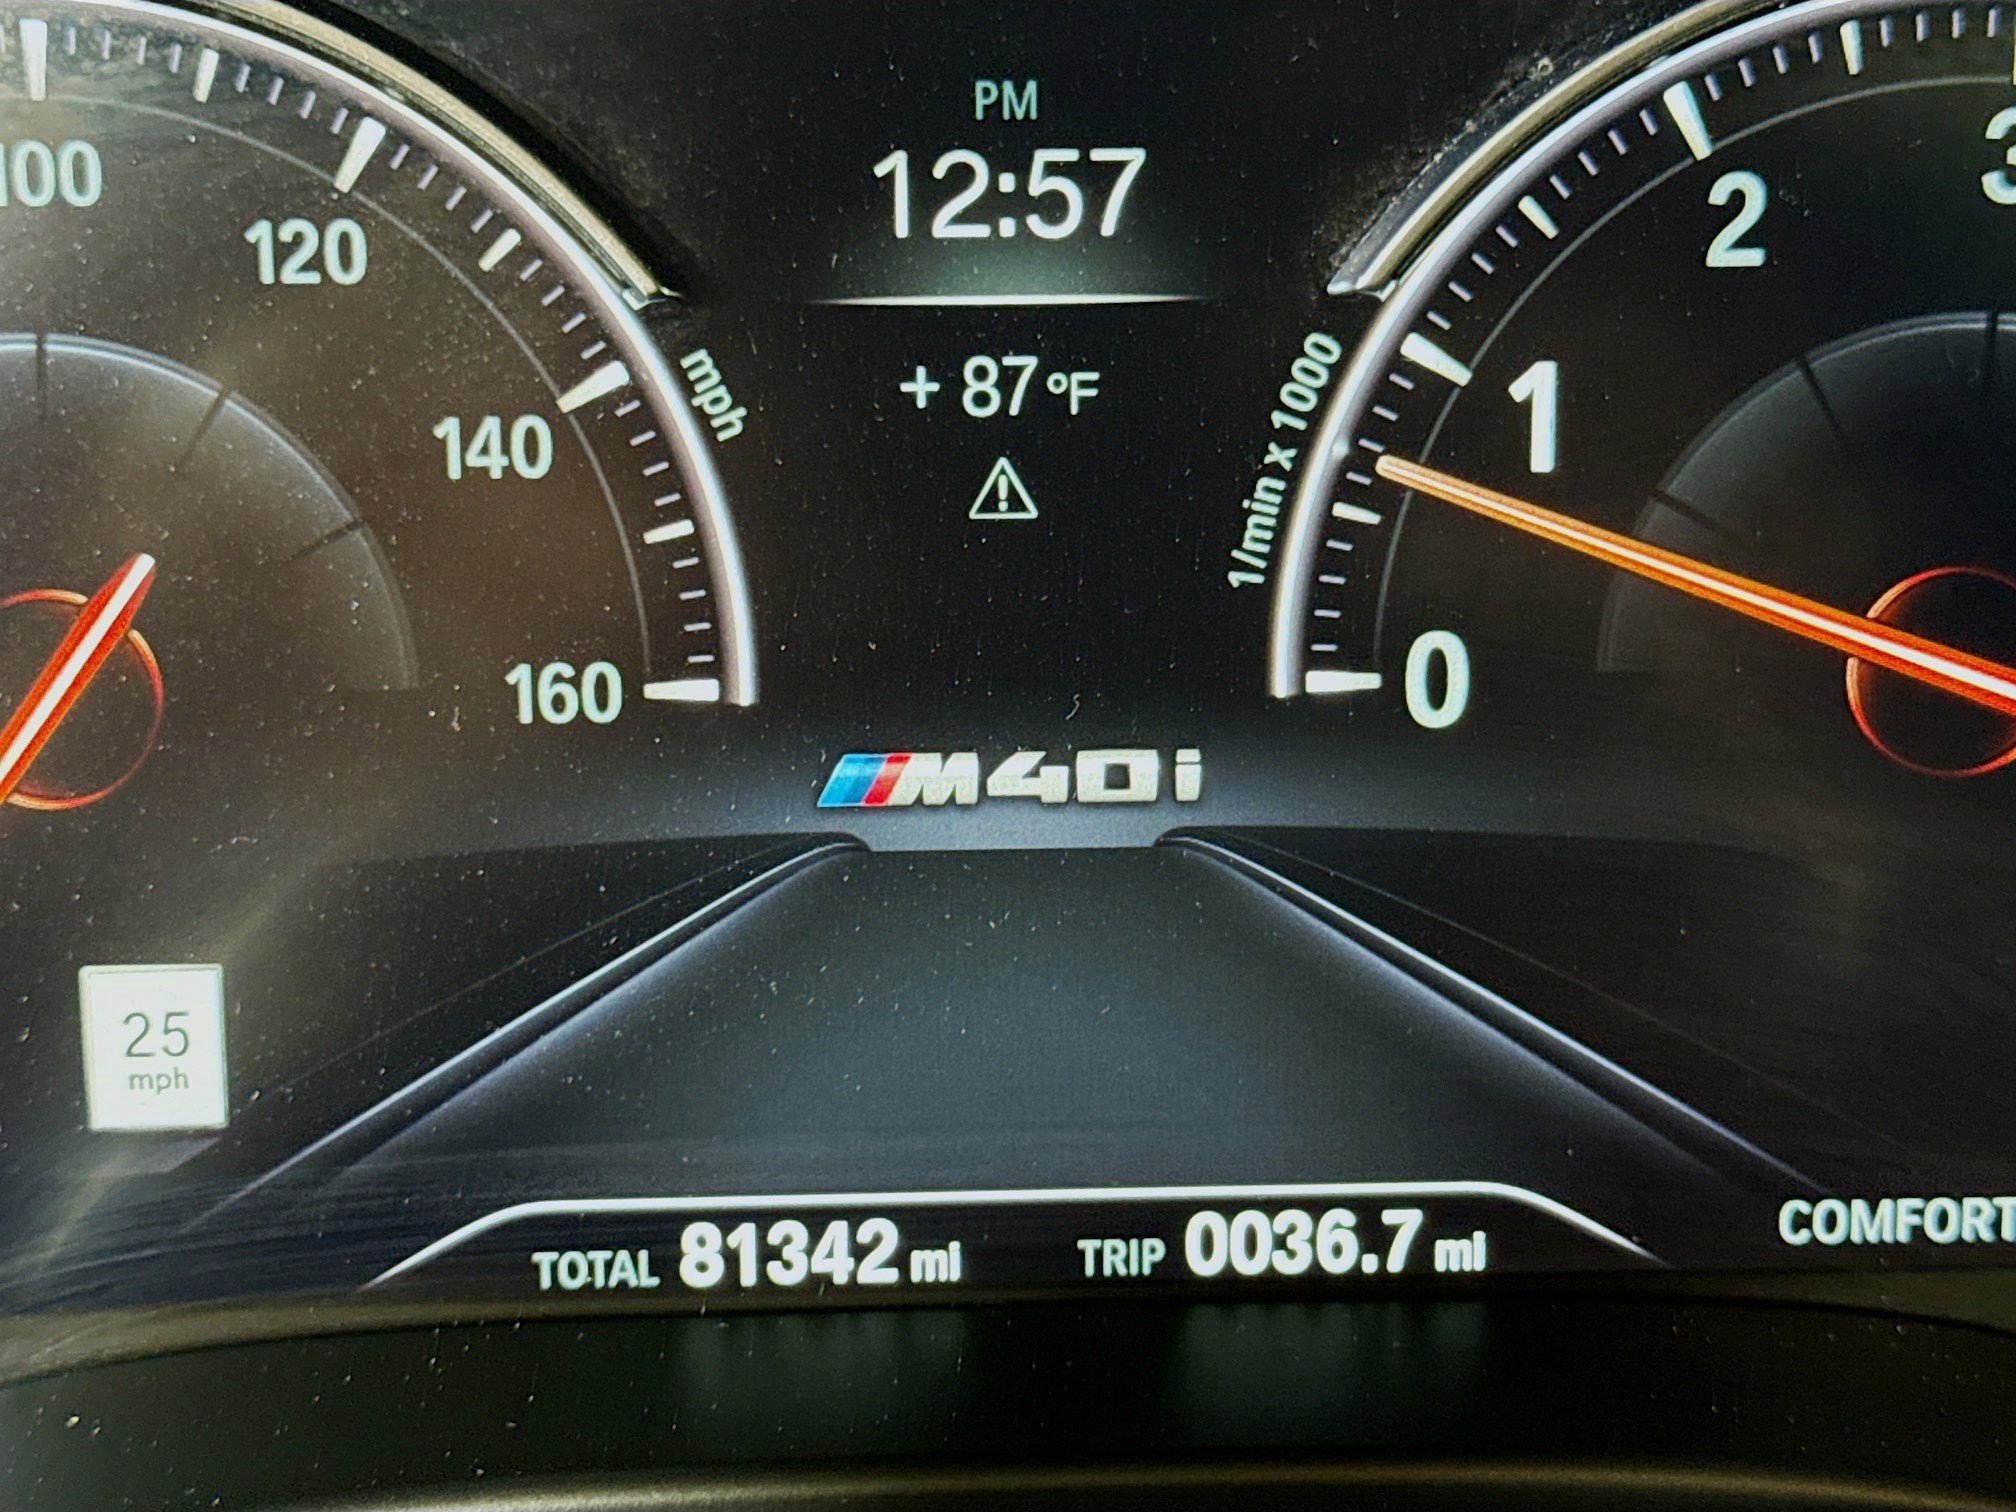 PM
12:57
+ 87 °F
100
120
140
160
mph
1/min x 1000
0
1
2
3
M40i
25
mph
TOTAL 81342 mi TRIP 0036.7 mi
COMFORT